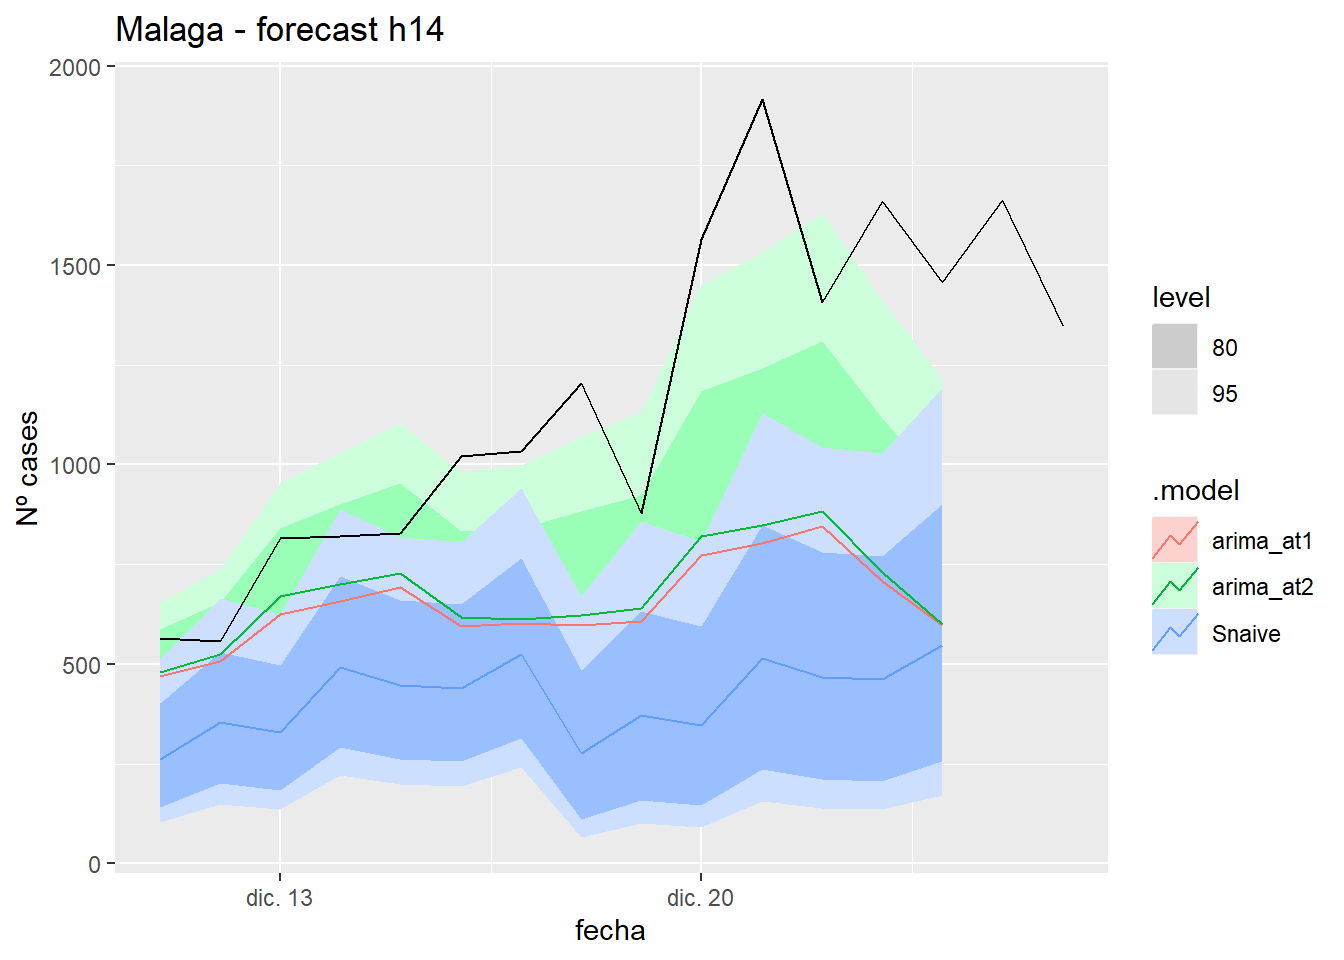 Malaga - forecast h14
2000
1500
1000
500
0
Nº cases
dic. 13
dic. 20
fecha
level
80
95
.model
arima_at1
arima_at2
Snaive